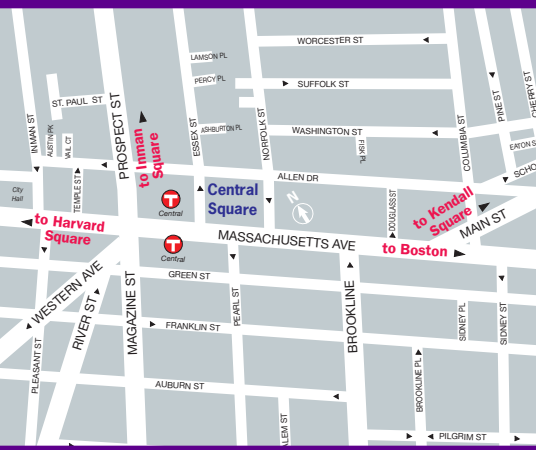 WORCESTER ST
LAMSON PL
PERCY PL
SUFFOLK ST
ST. PAUL ST
PROSPECT ST
to Inman
Square
INMAN ST
AUSTIN PK
ESSEX ST
ASHBURTON PL
NORFOLK ST
WASHINGTON ST
FISK PL
COLUMBIA ST
PINE ST
CHERRY ST
EATON S
SCHO
TEMPLE ST
ALLEN DR
City
Hall
T
Central
Central
Square
N
DOUGLASS ST
to Kendall
Square
MAIN ST
to Harvard
Square
T
Central
MASSACHUSETTS AVE
to Boston
GREEN ST
WESTERN AVE
RIVER ST
MAGAZINE ST
PEARL ST
BROOKLINE
SIDNEY PL
SIDNEY ST
FRANKLIN ST
PLEASANT ST
AUBURN ST
BROOKLINE PL
ALEM ST
PILGRIM ST